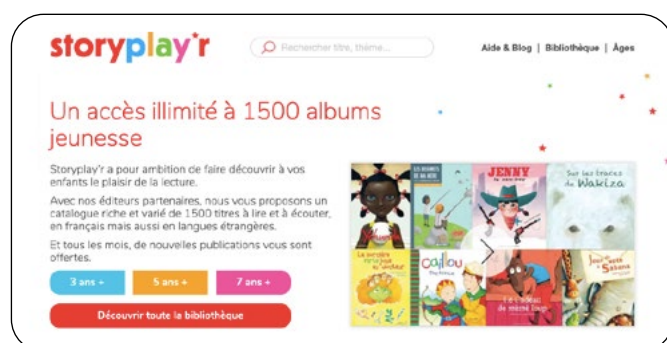 storyplay'r
Rechercher titre, thème...
Aide & Blog | Bibliothèque | Âges
Un accès illimité à 1500 albums
jeunesse
Storyplay'r a pour ambition de faire découvrir à vos
enfants le plaisir de la lecture.
Avec nos éditeurs partenaires, nous vous proposons un
catalogue riche et varié de 1500 titres à lire et à écouter,
en français mais aussi en langues étrangères.
Et tous les mois, de nouvelles publications vous sont
offertes.
3 ans +
5 ans +
7 ans +
Découvrir toute la bibliothèque
JENNY
Sur les traces
de Wakiza
caillou